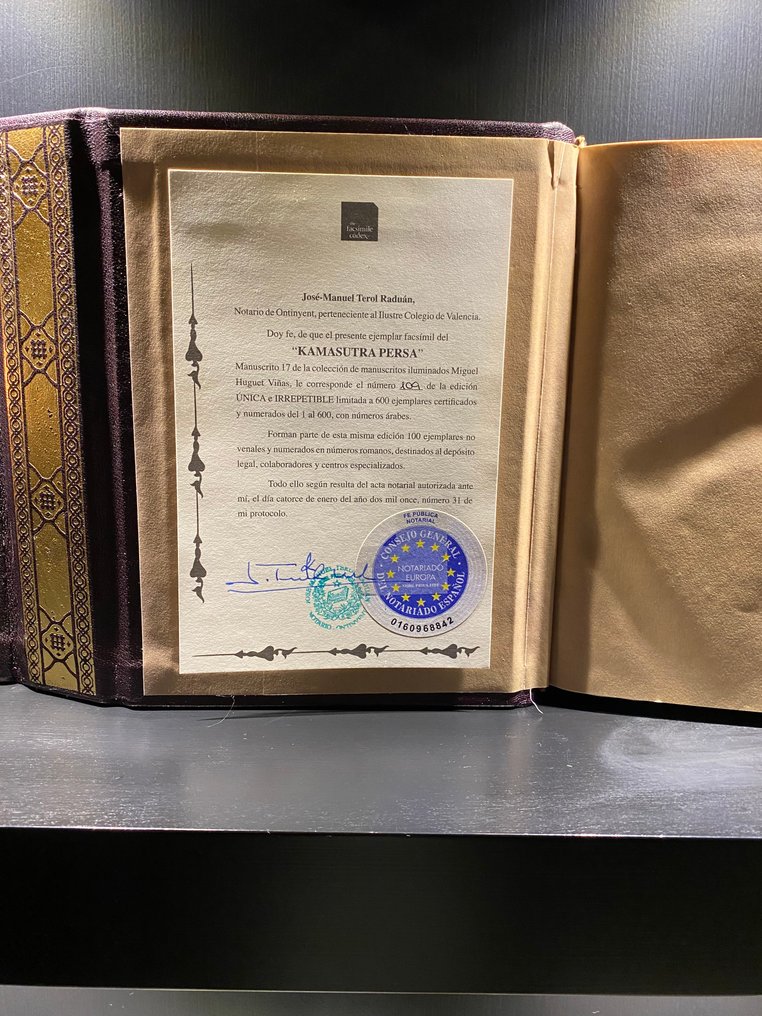 the
facsimile
codex
José-Manuel Terol Raduán,
Notario de Ontinyent, perteneciente al Ilustre Colegio de Valencia.
Doy fe, de que el presente ejemplar facsímil del
“KAMASUTRA PERSA”
Manuscrito 17 de la colección de manuscritos iluminados Miguel
Huguet Viñas, le corresponde el número 109 de la edición
ÚNICA e IRREPETIBLE limitada a 600 ejemplares certificados
y numerados del 1 al 600, con números árabes.
Forman parte de esta misma edición 100 ejemplares no
venales y numerados en números romanos, destinados al depósito
legal, colaboradores y centros especializados.
Todo ello según resulta del acta notarial autorizada ante
mí, el día catorce de enero del año dos mil once, número 31 de
mi protocolo.
FE PÚBLICA
NOTARIAL
CONSEJO GENERAL
DEL NOTARIADO ESPAÑOL
NOTARIADO
EUROPA
0160968842
NOTARIO ONTINYENT